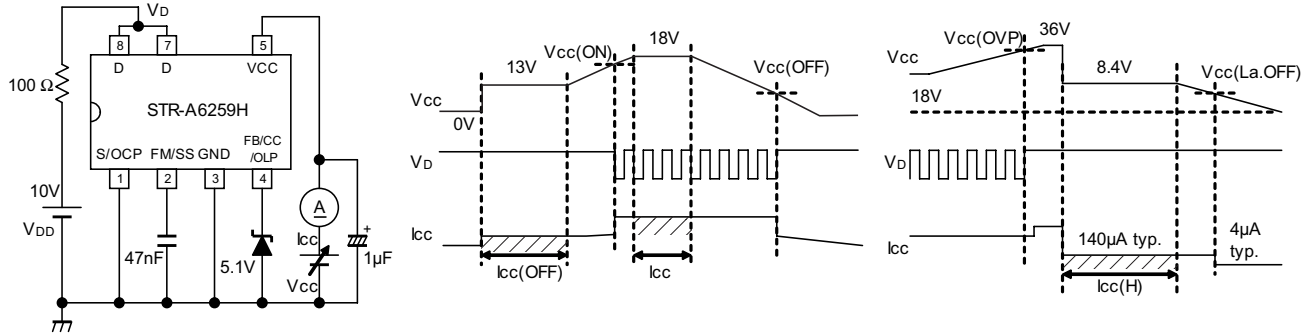 VD
8
7
5
D
D
VCC
100 Ω
STR-A6259H
S/OCP
FM/SS
GND
FB/CC
/OLP
1
2
3
4
10V
VDD
47nF
5.1V
A
Icc
Vcc
+
1μF
Vcc(ON)
18V
13V
Vcc(OFF)
Vcc
0V
VD
Icc
Icc(OFF)
Icc
Vcc(OVP)
36V
Vcc
8.4V
Vcc(La.OFF)
18V
VD
Icc
140μA typ.
4μA
typ.
Icc(H)